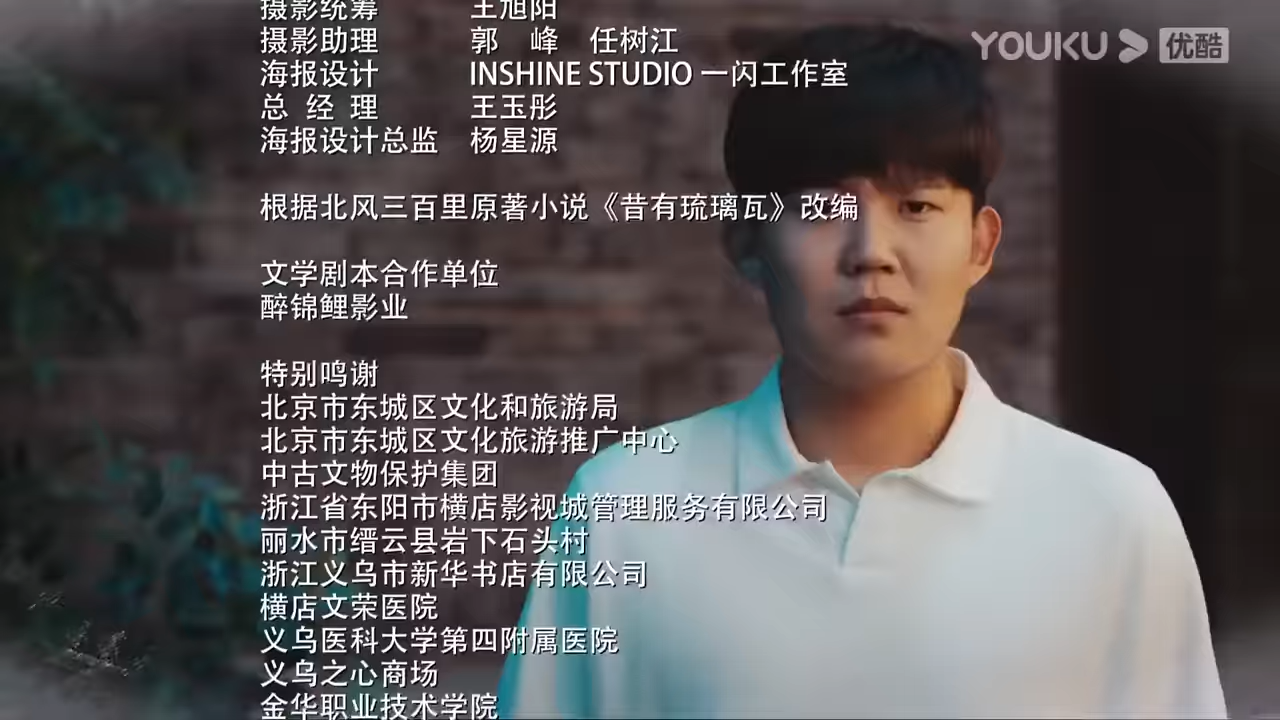 摄影统筹 王旭阳
YOUKU 优酷
摄影助理 郭 峰 任树江
海报设计 INSHINE STUDIO 一闪工作室
总 经 理 王玉彤
海报设计总监 杨星源
根据北风三百里原著小说《昔有琉璃瓦》改编
文学剧本合作单位
醉锦鲤影业
特别鸣谢
北京市东城区文化和旅游局
北京市东城区文化旅游推广中心
中古文物保护集团
浙江省东阳市横店影视城管理服务有限公司
丽水市缙云县岩下石头村
浙江义乌市新华书店有限公司
横店文荣医院
义乌医科大学第四附属医院
义乌之心商场
金华职业技术学院